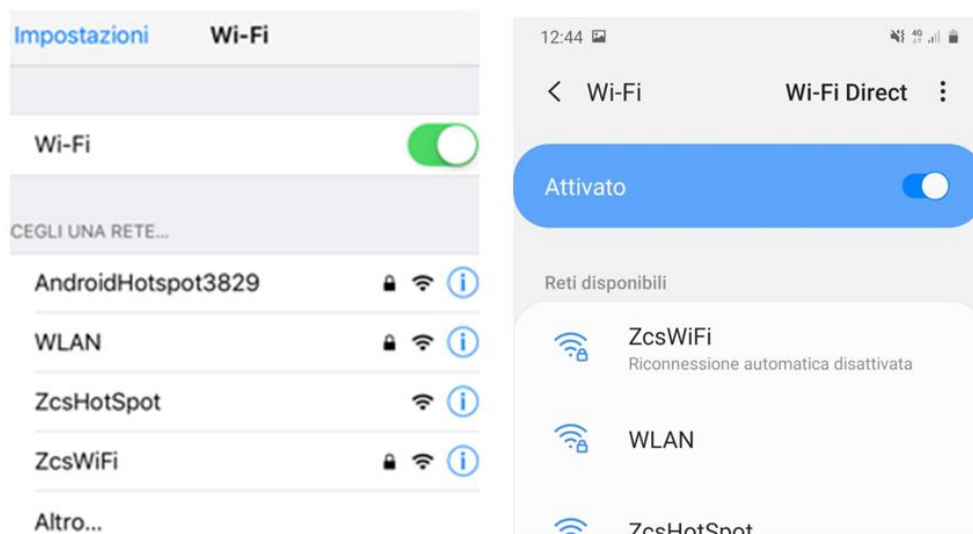 Impostazioni Wi-Fi
Wi-Fi
CEGLI UNA RETE...
AndroidHotspot3829
WLAN
ZcsHotSpot
ZcsWiFi
Altro...
12:44 4G
Wi-Fi Wi-Fi Direct
Attivato
Reti disponibili
ZcsWiFi
Riconnessione automatica disattivata
WLAN
ZcsHotSpot